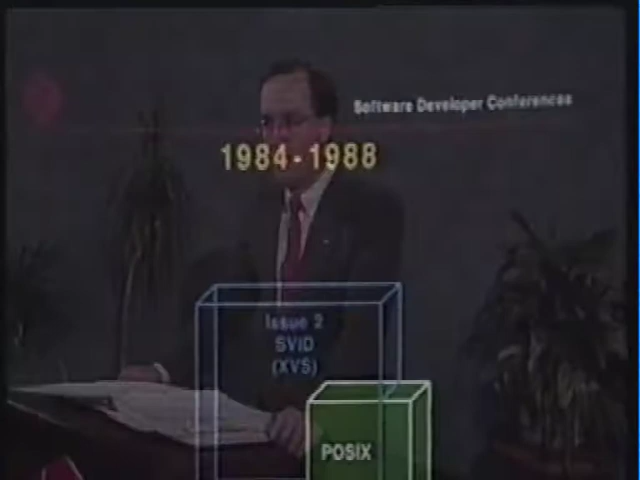 Software Developer Conferences
1984-1988
Issue 2
SVID
(XVS)
POSIX